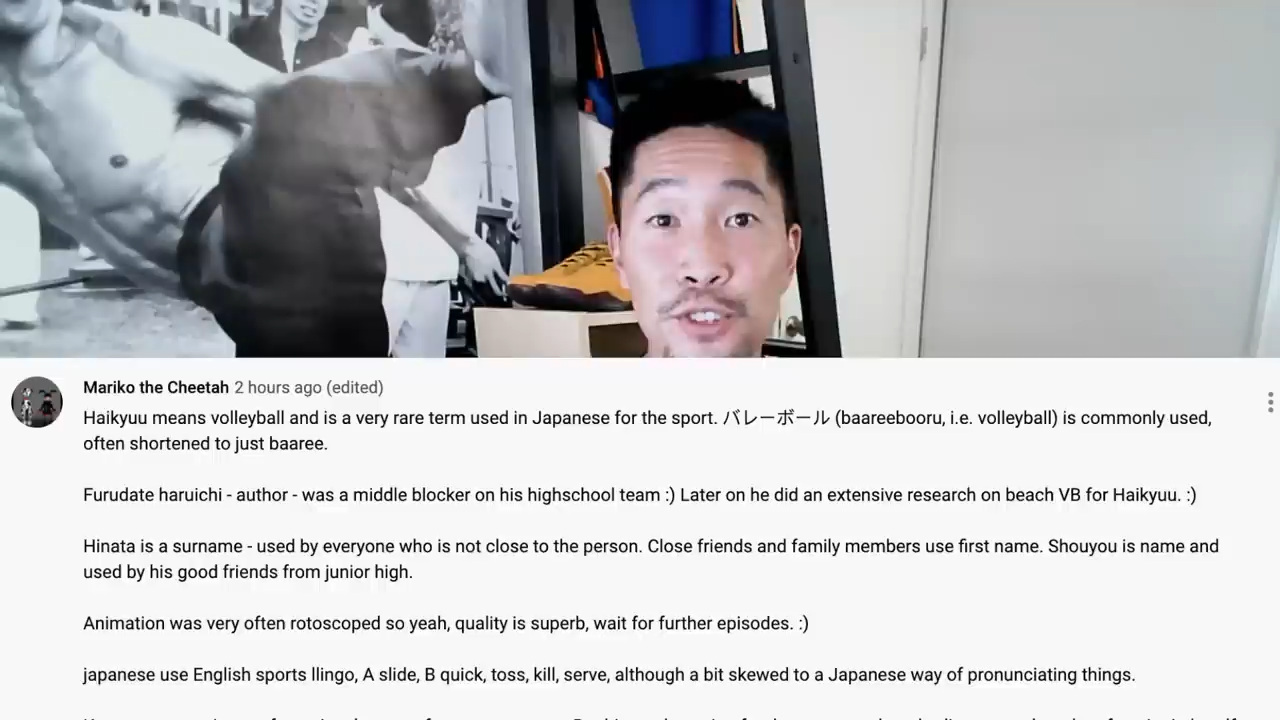 Mariko the Cheetah 2 hours ago (edited)
Haikyuu means volleyball and is a very rare term used in Japanese for the sport. バレーボール (baareebooru, i.e. volleyball) is commonly used,
often shortened to just baaree.
Furudate haruichi - author - was a middle blocker on his highschool team :) Later on he did an extensive research on beach VB for Haikyuu. :)
Hinata is a surname - used by everyone who is not close to the person. Close friends and family members use first name. Shouyou is name and
used by his good friends from junior high.
Animation was very often rotoscoped so yeah, quality is superb, wait for further episodes. :)
japanese use English sports llingo, A slide, B quick, toss, kill, serve, although a bit skewed to a Japanese way of pronunciating things.